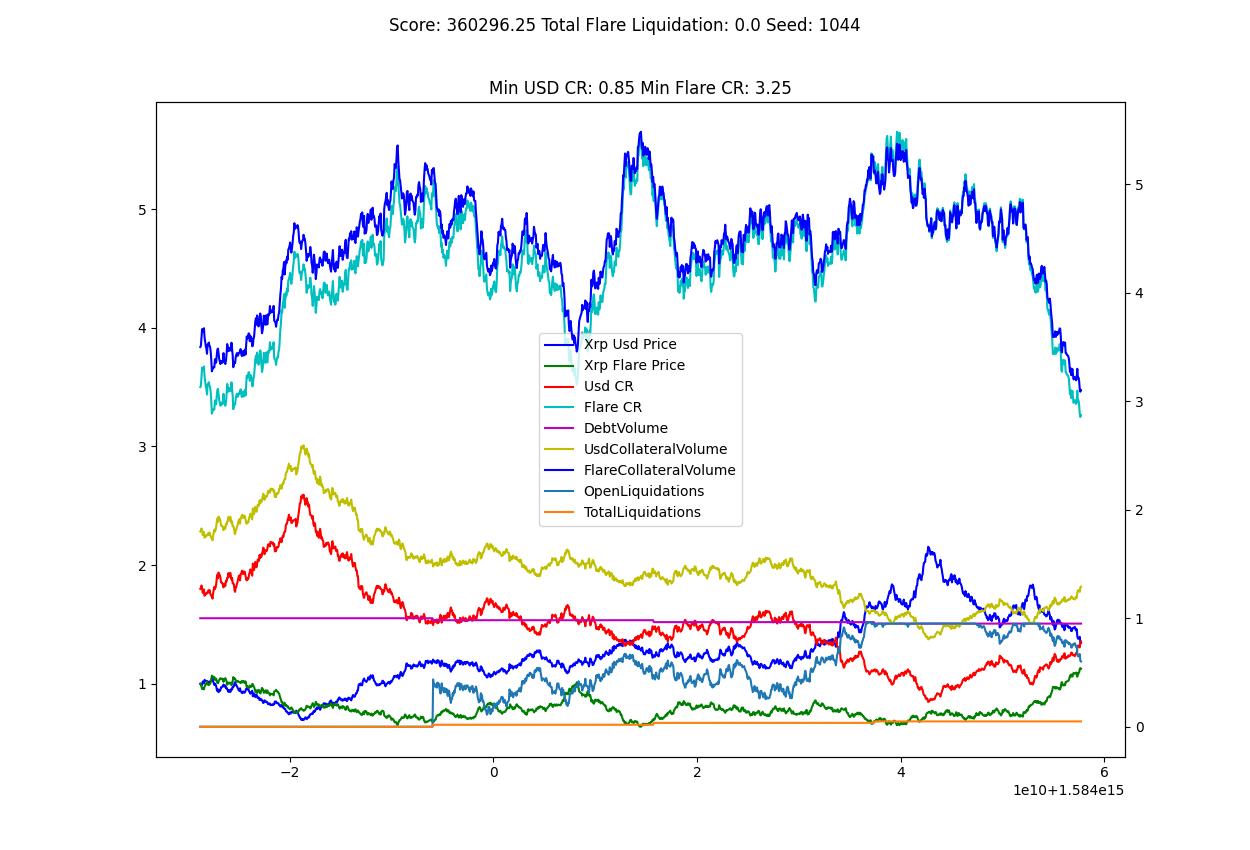 Score: 360296.25 Total Flare Liquidation: 0.0 Seed: 1044
Min USD CR: 0.85 Min Flare CR: 3.25
5
4
3
2
1
5
4
3
2
1
0
Xrp Usd Price
Xrp Flare Price
Usd CR
Flare CR
DebtVolume
UsdCollateralVolume
FlareCollateralVolume
OpenLiquidations
TotalLiquidations
−2 0 2 4 6
1e10+1.584e15